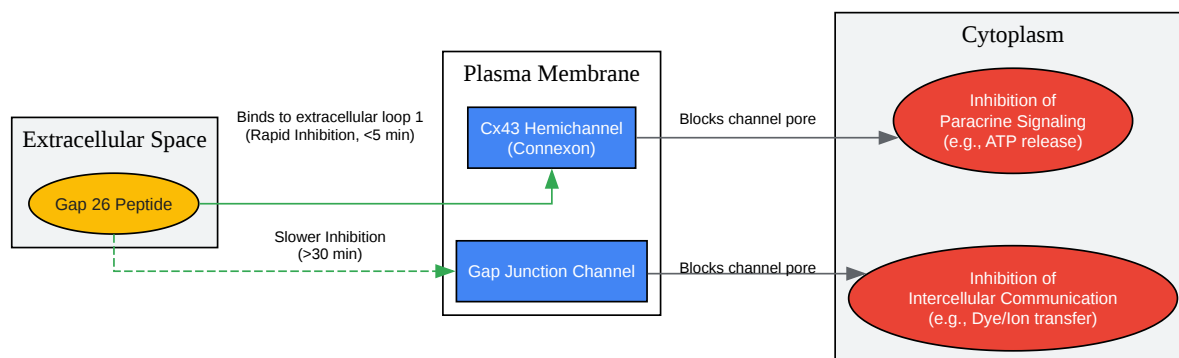 Extracellular Space
Gap 26 Peptide
Binds to extracellular loop 1
(Rapid Inhibition, <5 min)
Slower Inhibition
(>30 min)
Plasma Membrane
Cx43 Hemichannel
(Connexon)
Gap Junction Channel
Blocks channel pore
Blocks channel pore
Cytoplasm
Inhibition of
Paracrine Signaling
(e.g., ATP release)
Inhibition of
Intercellular Communication
(e.g., Dye/Ion transfer)